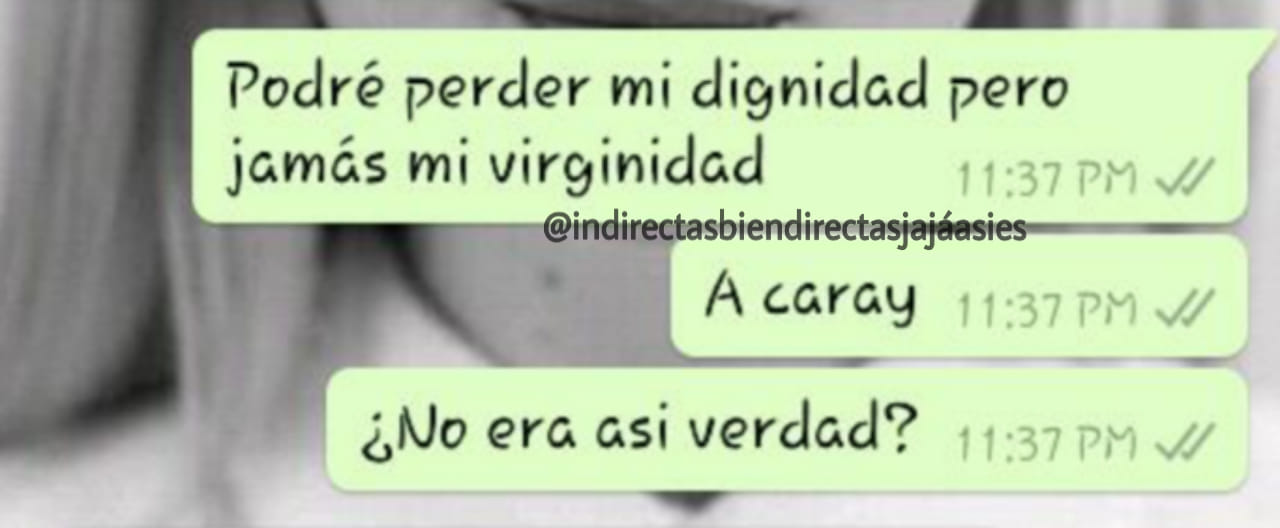 Podré perder mi dignidad pero
jamás mi virginidad
11:37 PM
@indirectasbiendirectasjajáasies
A caray 11:37 PM
¿No era asi verdad? 11:37 PM